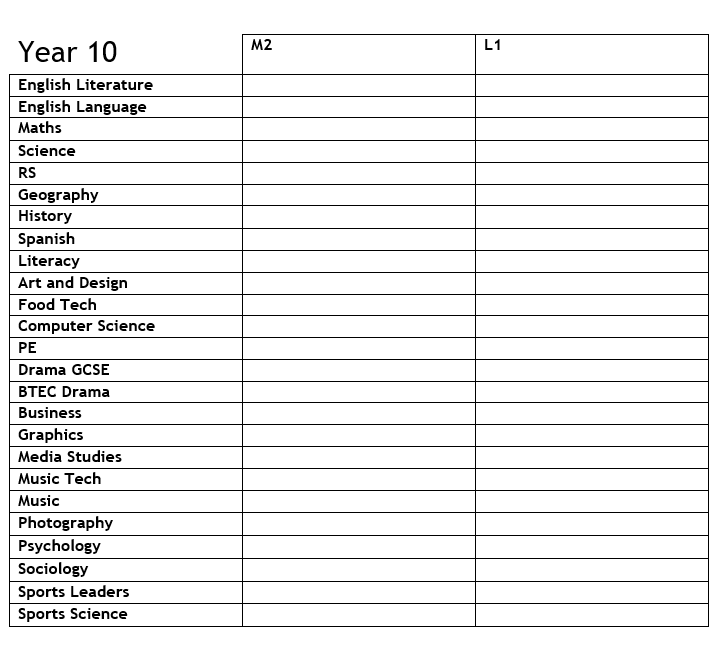 Year 10 M2 L1
English Literature
English Language
Maths
Science
RS
Geography
History
Spanish
Literacy
Art and Design
Food Tech
Computer Science
PE
Drama GCSE
BTEC Drama
Business
Graphics
Media Studies
Music Tech
Music
Photography
Psychology
Sociology
Sports Leaders
Sports Science